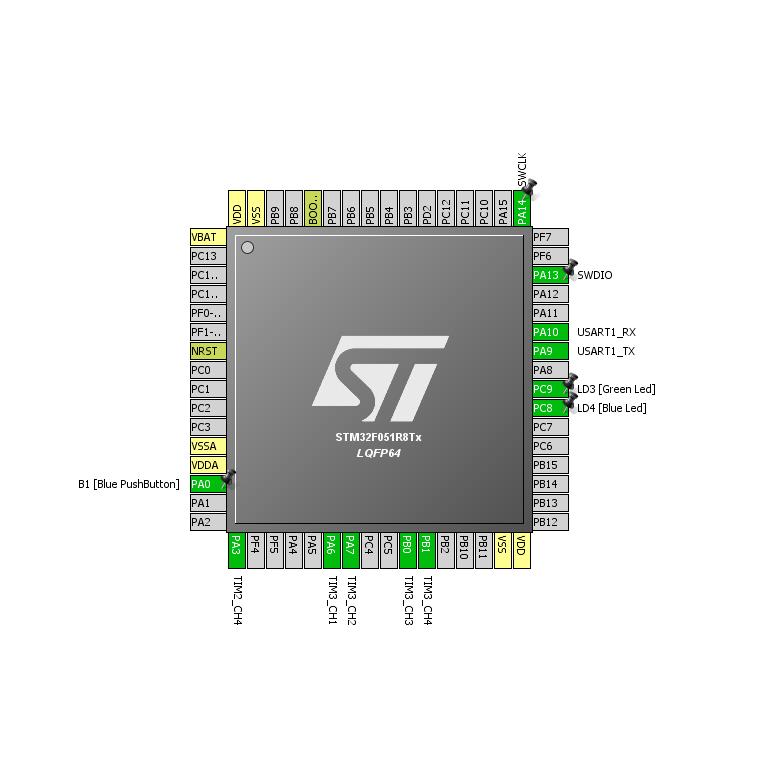 SWCLK
VDD
VSS
PB9
PB8
BOO..
PB7
PB6
PB5
PB4
PB3
PD2
PC12
PC11
PC10
PA15
PA14
VBAT
PC13
PC1..
PC1..
PF0-..
PF1-..
NRST
PC0
PC1
PC2
PC3
VSSA
VDDA
B1 [Blue PushButton] PA0
PA1
PA2
PF7
PF6
PA13 SWDIO
PA12
PA11
PA10 USART1_RX
PA9 USART1_TX
PA8
PC9 LD3 [Green Led]
PC8 LD4 [Blue Led]
PC7
PC6
PB15
PB14
PB13
PB12
ST
STM32F051R8Tx
LQFP64
PA3
PF4
PF5
PA4
PA5
PA6
PA7
PC4
PC5
PB0
PB1
PB2
PB10
PB11
VSS
VDD
TIM2_CH4
TIM3_CH1
TIM3_CH2
TIM3_CH3
TIM3_CH4